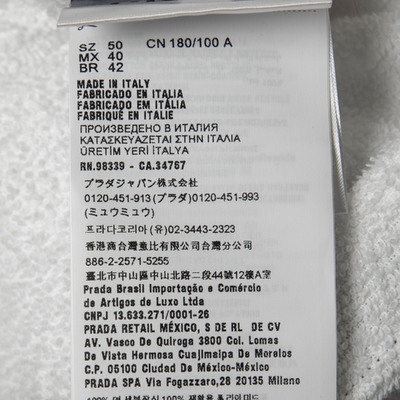 SZ 50 CN 180/100 A
MX 40
BR 42
MADE IN ITALY
FABRICADO EN ITALIA
FABRICADO EM ITÁLIA
FABRIQUÉ EN ITALIE
ПРОИЗВЕДЕНО В ИТАЛИЯ
ΚΑΤΑΣΚΕΥΑΖΕΤΑΙ ΣΤΗΝ ΙΤΑΛΙΑ
ÜRETİM YERİ İTALYA
RN.98339 - CA.34767
プラダジャパン株式会社
0120-451-913 (プラダ) 0120-451-993
(ミュウミュウ)
프라다코리아 (유) 02-3443-2323
香港商台灣惠比有限公司台灣分公司
886-2-2571-5255
臺北市中山區中山北路二段44號12樓A室
Prada Brasil Importação e Comércio
de Artigos de Luxo Ltda
CNPJ 13.633.271/0001-26
PRADA RETAIL MÉXICO, S DE RL DE CV
AV. Vasco De Quiroga 3800 Col. Lomas
De Vista Hermosa Cuajimalpa De Morelos
C.P. 05100 Ciudad De México-México
PRADA SPA Via Fogazzaro,28 20135 Milano